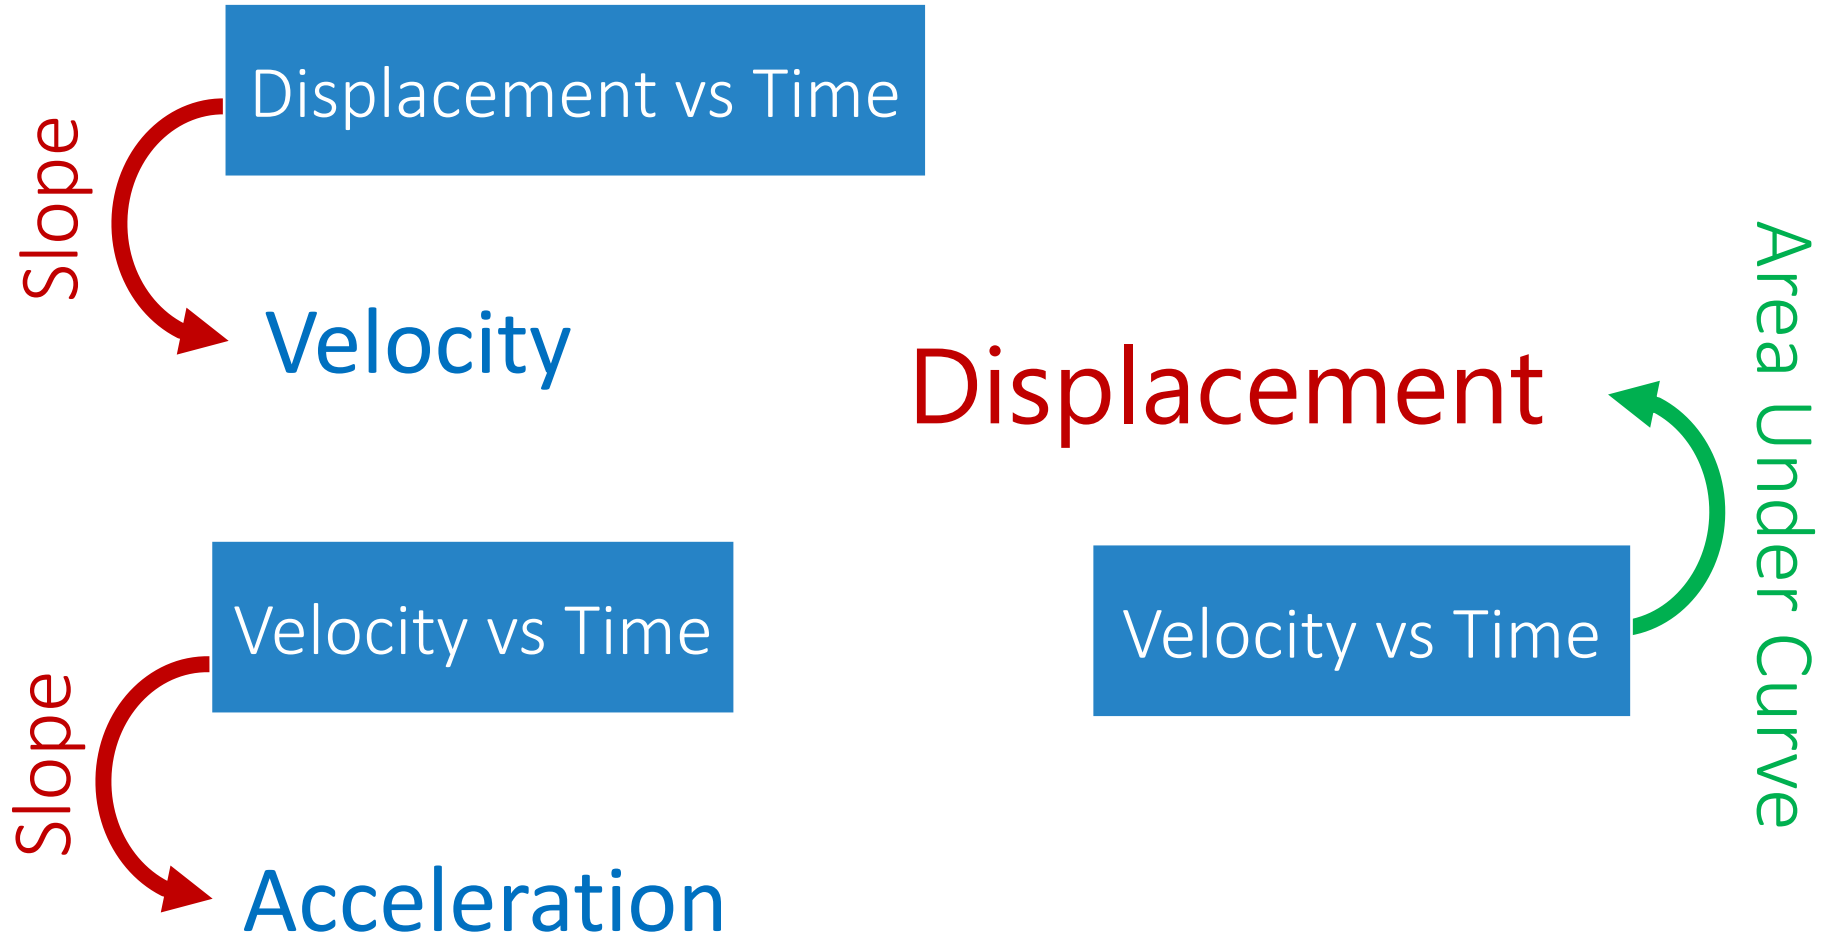 Displacement vs Time
Slope
Velocity
Velocity vs Time
Slope
Acceleration
Displacement
Area Under Curve
Velocity vs Time